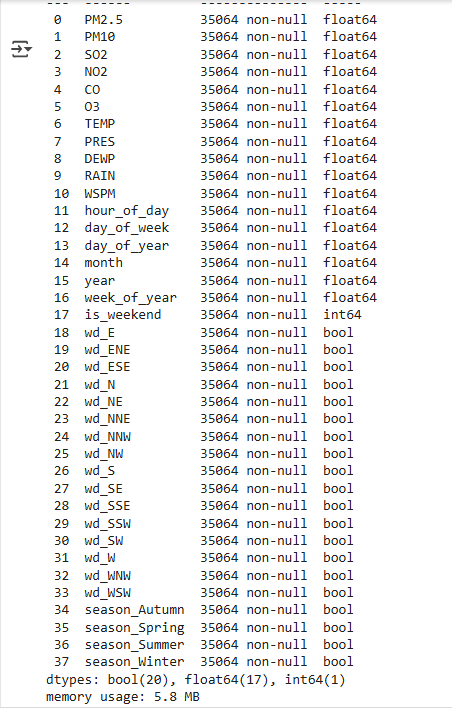 ---  ------         --------------  -----
0   PM2.5          35064 non-null  float64
1   PM10           35064 non-null  float64
2   SO2            35064 non-null  float64
3   NO2            35064 non-null  float64
4   CO             35064 non-null  float64
5   O3             35064 non-null  float64
6   TEMP           35064 non-null  float64
7   PRES           35064 non-null  float64
8   DEWP           35064 non-null  float64
9   RAIN           35064 non-null  float64
10  WSPM           35064 non-null  float64
11  hour_of_day    35064 non-null  float64
12  day_of_week    35064 non-null  float64
13  day_of_year    35064 non-null  float64
14  month          35064 non-null  float64
15  year           35064 non-null  float64
16  week_of_year   35064 non-null  float64
17  is_weekend     35064 non-null  int64
18  wd_E           35064 non-null  bool
19  wd_ENE         35064 non-null  bool
20  wd_ESE         35064 non-null  bool
21  wd_N           35064 non-null  bool
22  wd_NE          35064 non-null  bool
23  wd_NNE         35064 non-null  bool
24  wd_NNW         35064 non-null  bool
25  wd_NW          35064 non-null  bool
26  wd_S           35064 non-null  bool
27  wd_SE          35064 non-null  bool
28  wd_SSE         35064 non-null  bool
29  wd_SSW         35064 non-null  bool
30  wd_SW          35064 non-null  bool
31  wd_W           35064 non-null  bool
32  wd_WNW         35064 non-null  bool
33  wd_WSW         35064 non-null  bool
34  season_Autumn  35064 non-null  bool
35  season_Spring  35064 non-null  bool
36  season_Summer  35064 non-null  bool
37  season_Winter  35064 non-null  bool
dtypes: bool(20), float64(17), int64(1)
memory usage: 5.8 MB